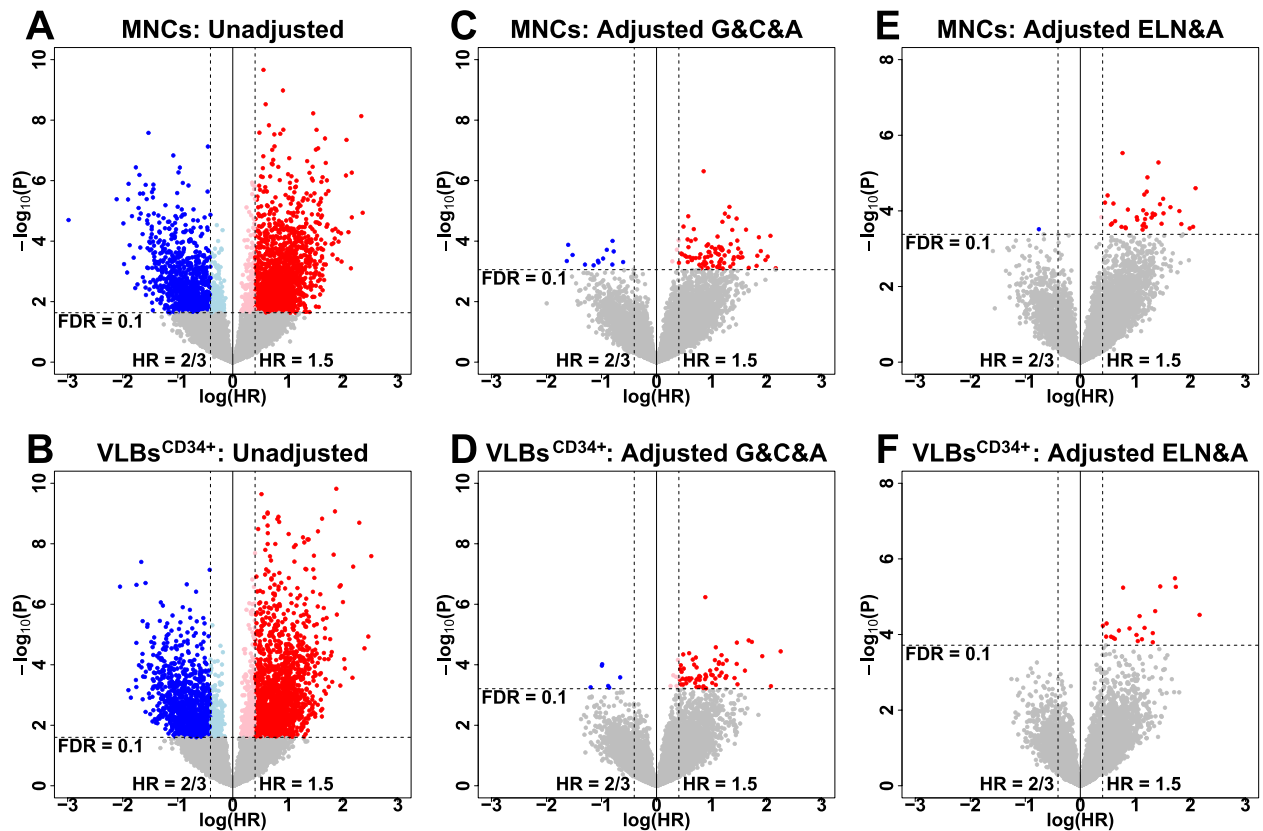 A MNCs: Unadjusted
10
8
6
4
2
0
−log10(P)
FDR = 0.1
HR = 2/3 HR = 1.5
−3 −2 −1 0 1 2 3
log(HR)
C MNCs: Adjusted G&C&A
10
8
6
4
2
0
−log10(P)
FDR = 0.1
HR = 2/3 HR = 1.5
−3 −2 −1 0 1 2 3
log(HR)
E MNCs: Adjusted ELN&A
8
6
4
2
0
−log10(P)
FDR = 0.1
HR = 2/3 HR = 1.5
−3 −2 −1 0 1 2 3
log(HR)
B VLBsCD34+: Unadjusted
10
8
6
4
2
0
−log10(P)
FDR = 0.1
HR = 2/3 HR = 1.5
−3 −2 −1 0 1 2 3
log(HR)
D VLBsCD34+: Adjusted G&C&A
10
8
6
4
2
0
−log10(P)
FDR = 0.1
HR = 2/3 HR = 1.5
−3 −2 −1 0 1 2 3
log(HR)
F VLBsCD34+: Adjusted ELN&A
8
6
4
2
0
−log10(P)
FDR = 0.1
HR = 2/3 HR = 1.5
−3 −2 −1 0 1 2 3
log(HR)